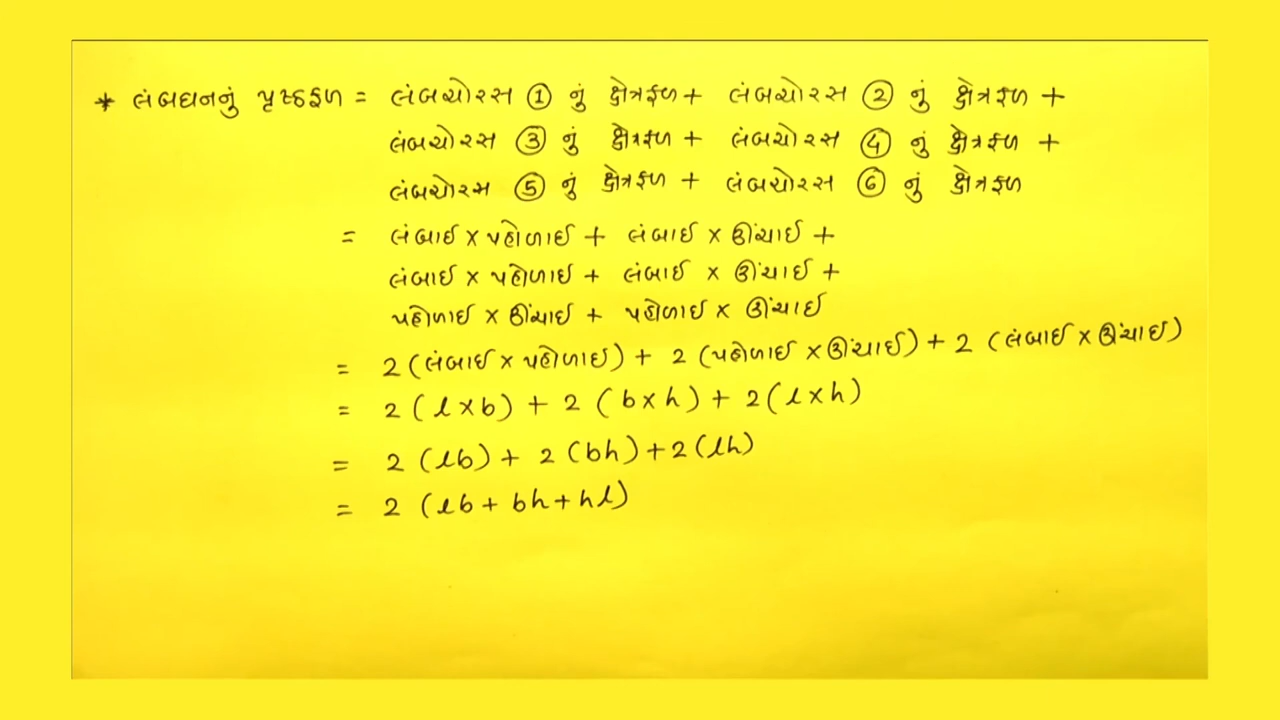 * લંબઘનનું પૃષ્ઠફળ = લંબચોરસ ① નું ક્ષેત્રફળ + લંબચોરસ ② નું ક્ષેત્રફળ +
લંબચોરસ ③ નું ક્ષેત્રફળ + લંબચોરસ ④ નું ક્ષેત્રફળ +
લંબચોરસ ⑤ નું ક્ષેત્રફળ + લંબચોરસ ⑥ નું ક્ષેત્રફળ
= લંબાઈ × પહોળાઈ + લંબાઈ × ઊંચાઈ +
લંબાઈ × પહોળાઈ + લંબાઈ × ઊંચાઈ +
પહોળાઈ × ઊંચાઈ + પહોળાઈ × ઊંચાઈ
= 2 (લંબાઈ × પહોળાઈ) + 2 (પહોળાઈ × ઊંચાઈ) + 2 (લંબાઈ × ઊંચાઈ)
= 2 (l × b) + 2 (b × h) + 2 (l × h)
= 2 (lb) + 2 (bh) + 2 (lh)
= 2 (lb + bh + hl)